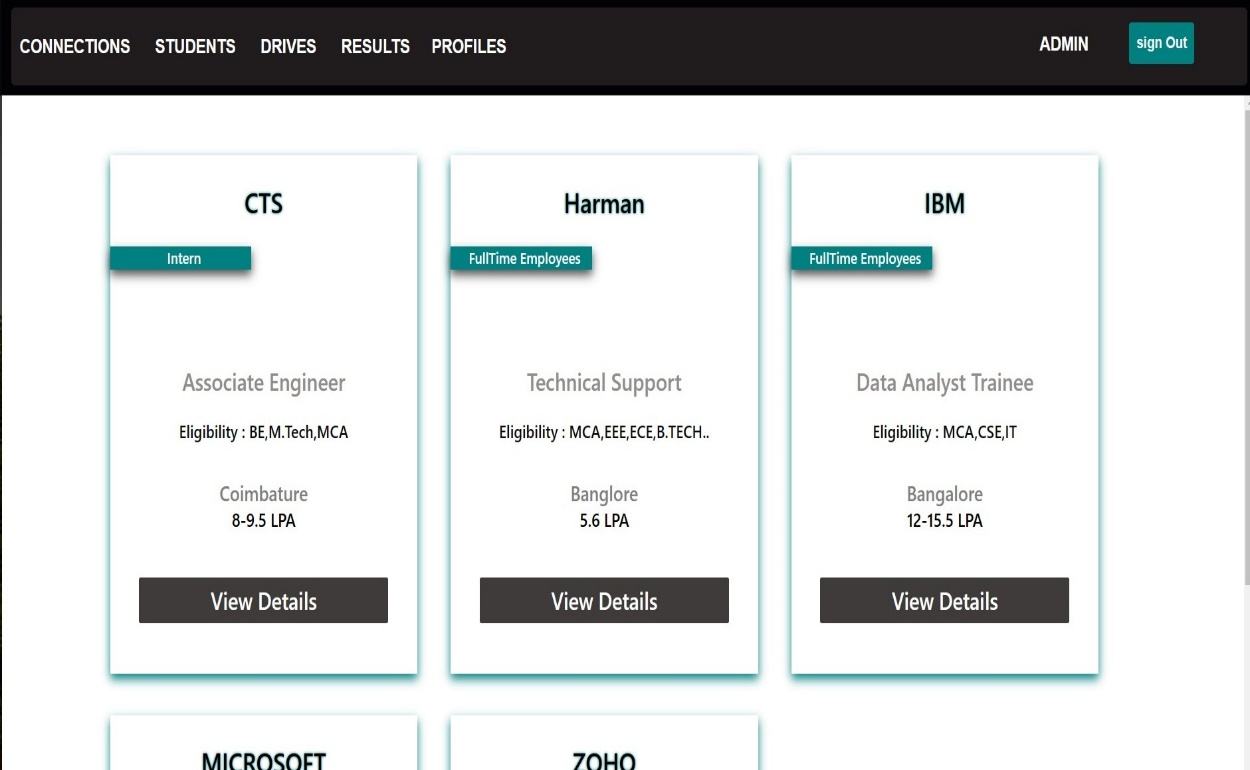 CONNECTIONS STUDENTS DRIVES RESULTS PROFILES ADMIN sign Out
CTS
Intern
Associate Engineer
Eligibility : BE,M.Tech,MCA
Coimbature
8-9.5 LPA
View Details
Harman
FullTime Employees
Technical Support
Eligibility : MCA,EEE,ECE,B.TECH..
Banglore
5.6 LPA
View Details
IBM
FullTime Employees
Data Analyst Trainee
Eligibility : MCA,CSE,IT
Bangalore
12-15.5 LPA
View Details
MICROSOFT
ZOHO